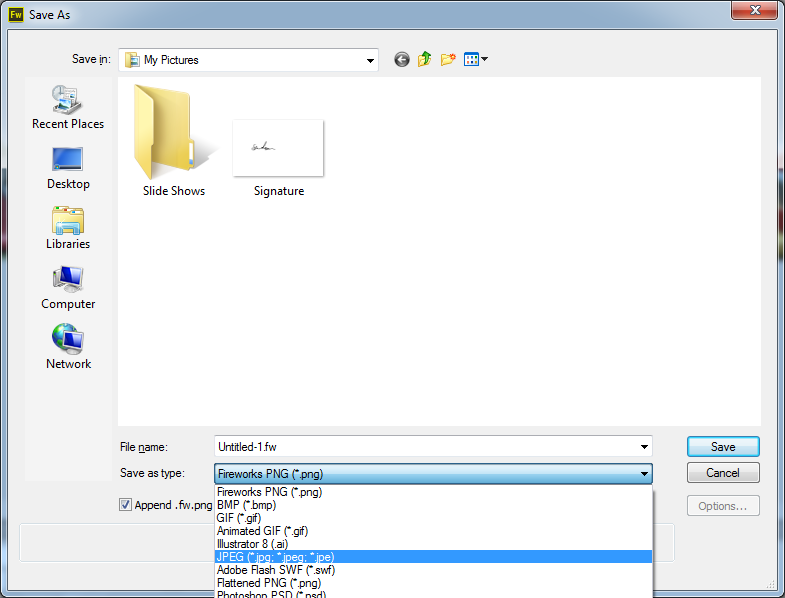 Fw Save As
Save in: My Pictures
Recent Places
Desktop
Libraries
Computer
Network
Slide Shows
Signature
File name: Untitled-1.fw
Save
Save as type: Fireworks PNG (*.png)
Cancel
Append .fw.png
Options...
Fireworks PNG (*.png)
BMP (*.bmp)
GIF (*.gif)
Animated GIF (*.gif)
Illustrator 8 (.ai)
JPEG (*.jpg; *.jpeg; *.jpe)
Adobe Flash SWF (*.swf)
Flattened PNG (*.png)
Photoshop PSD (*.psd)